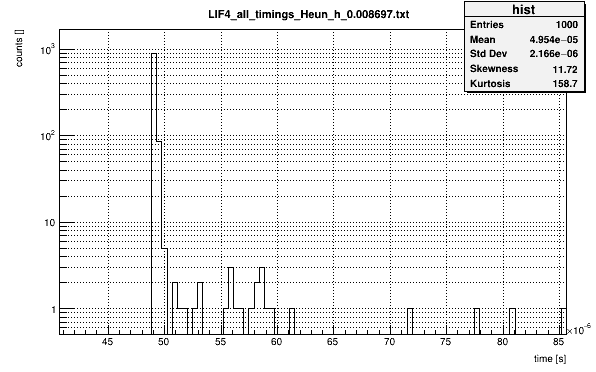 LIF4_all_timings_Heun_h_0.008697.txt
hist
Entries 1000
Mean 4.954e−05
Std Dev 2.166e−06
Skewness 11.72
Kurtosis 158.7
counts []
10³
10²
10
1
45 50 55 60 65 70 75 80 85
×10⁻⁶
time [s]